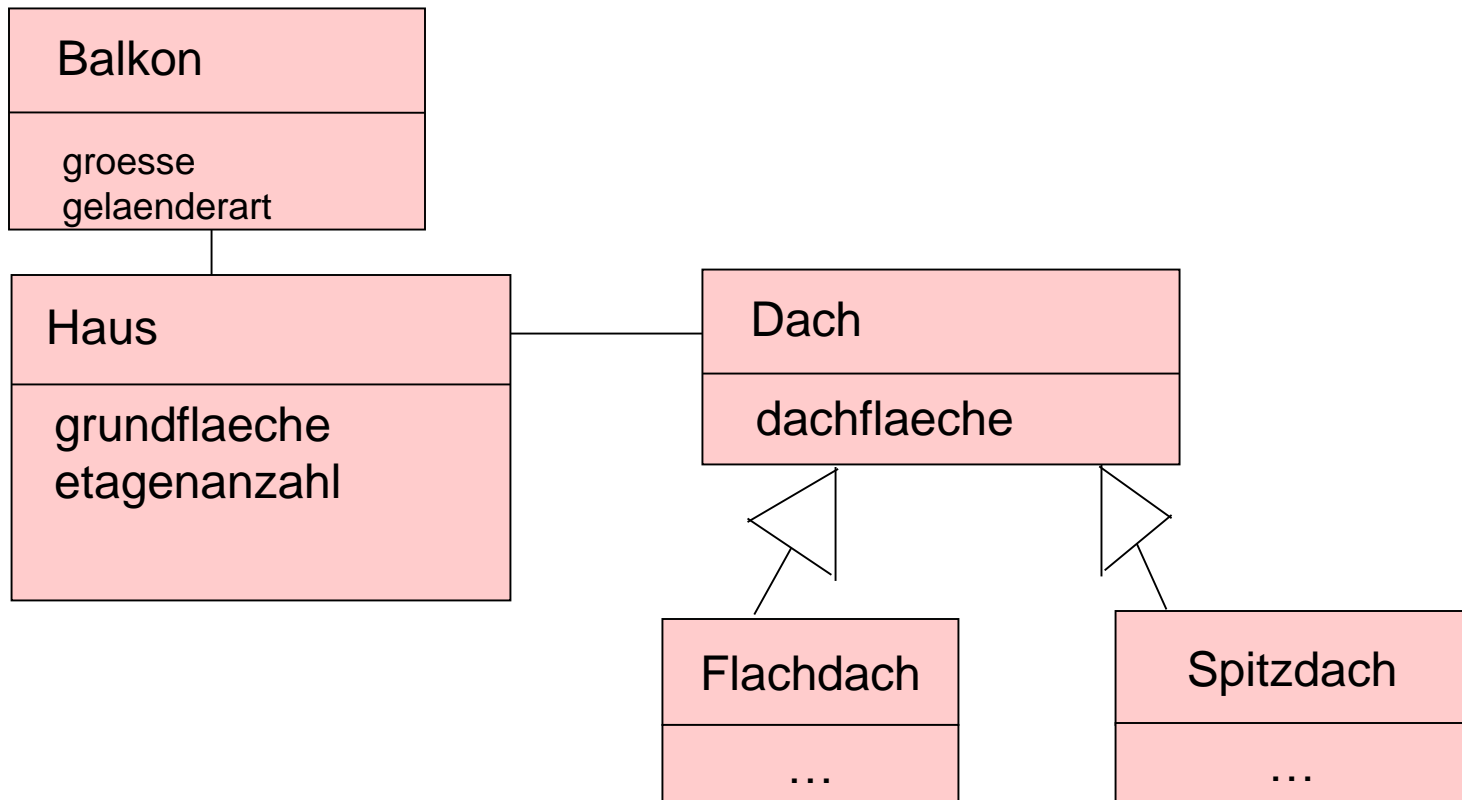 Balkon
groesse
gelaenderart
Haus
grundflaeche
etagenanzahl
Dach
dachflaeche
Flachdach
…
Spitzdach
…